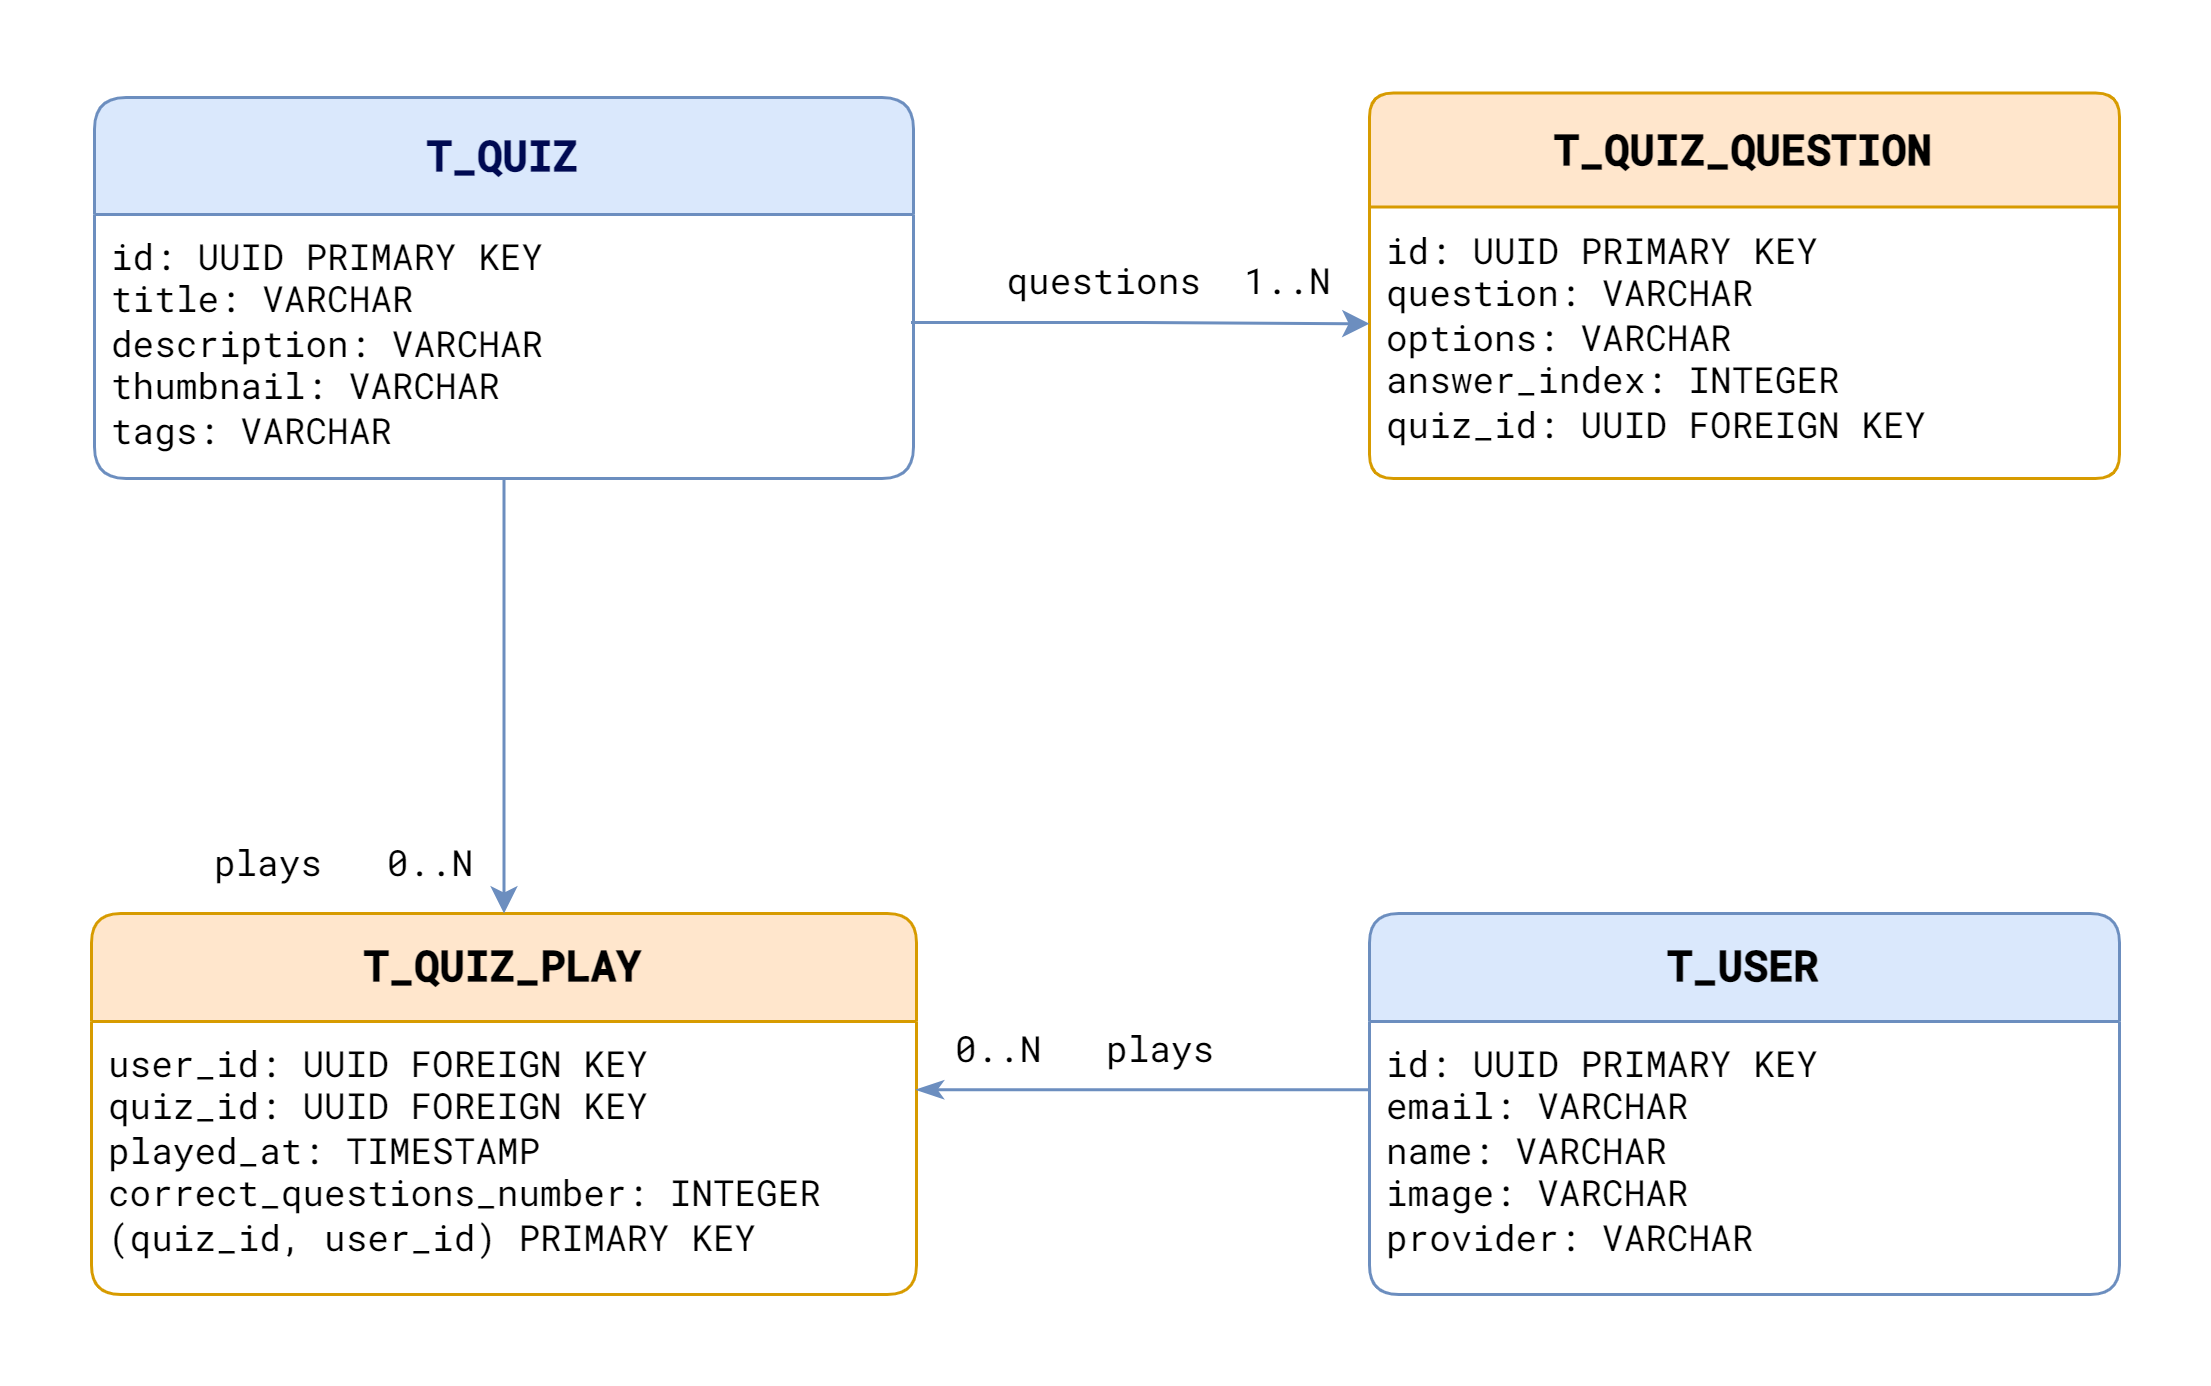 T_QUIZ
id: UUID PRIMARY KEY
title: VARCHAR
description: VARCHAR
thumbnail: VARCHAR
tags: VARCHAR
questions 1..N
T_QUIZ_QUESTION
id: UUID PRIMARY KEY
question: VARCHAR
options: VARCHAR
answer_index: INTEGER
quiz_id: UUID FOREIGN KEY
plays 0..N
T_QUIZ_PLAY
user_id: UUID FOREIGN KEY
quiz_id: UUID FOREIGN KEY
played_at: TIMESTAMP
correct_questions_number: INTEGER
(quiz_id, user_id) PRIMARY KEY
0..N plays
T_USER
id: UUID PRIMARY KEY
email: VARCHAR
name: VARCHAR
image: VARCHAR
provider: VARCHAR